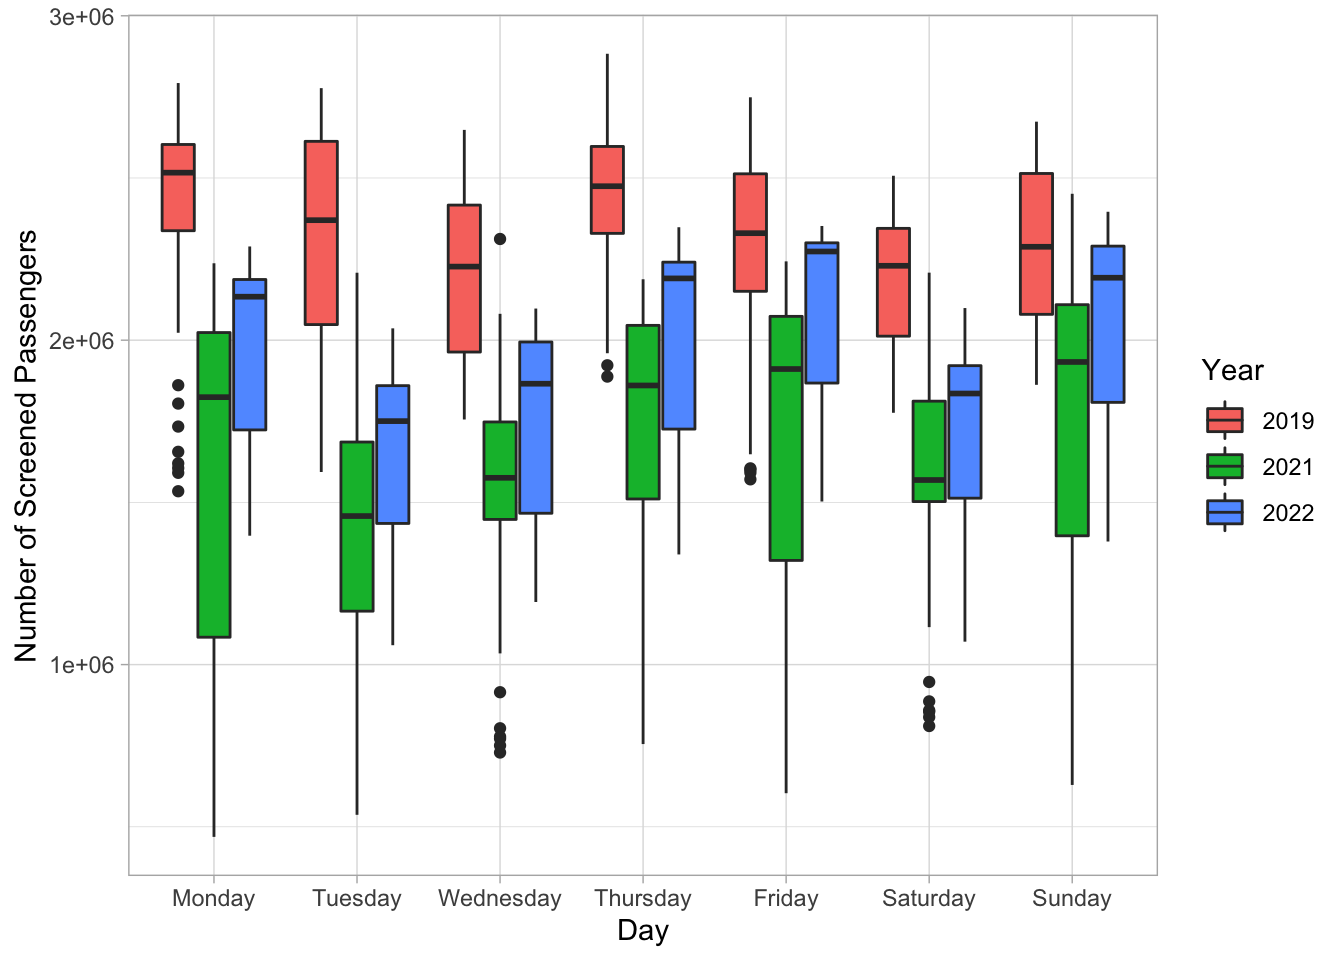 Number of Screened Passengers
3e+06
2e+06
1e+06
Monday Tuesday Wednesday Thursday Friday Saturday Sunday
Day
Year
2019
2021
2022